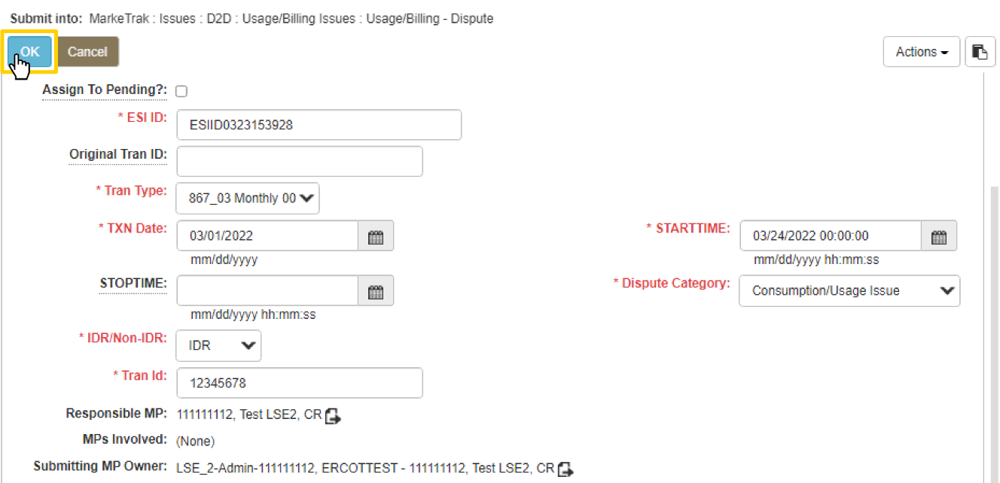 Submit into: MarkeTrak : Issues : D2D : Usage/Billing Issues : Usage/Billing - Dispute
OK Cancel Actions
Assign To Pending?:
* ESI ID: ESIID0323153928
Original Tran ID:
* Tran Type: 867_03 Monthly 00
* TXN Date: 03/01/2022 * STARTTIME: 03/24/2022 00:00:00
mm/dd/yyyy mm/dd/yyyy hh:mm:ss
STOPTIME: * Dispute Category: Consumption/Usage Issue
mm/dd/yyyy hh:mm:ss
* IDR/Non-IDR: IDR
* Tran Id: 12345678
Responsible MP: 111111112, Test LSE2, CR
MPs Involved: (None)
Submitting MP Owner: LSE_2-Admin-111111112, ERCOTTEST - 111111112, Test LSE2, CR